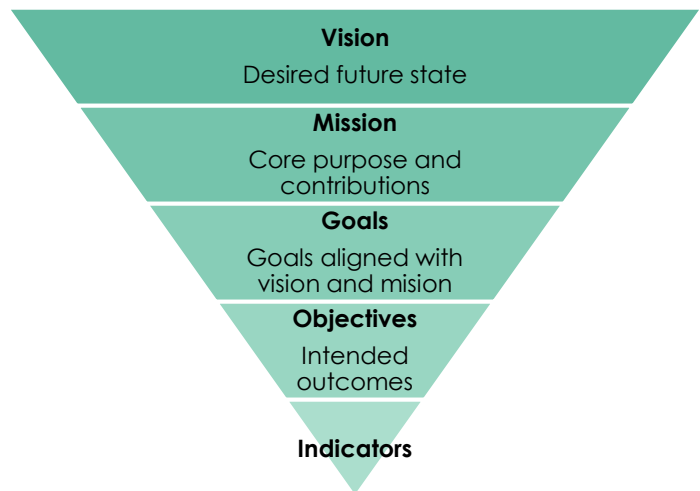 Vision
Desired future state
Mission
Core purpose and
contributions
Goals
Goals aligned with
vision and mision
Objectives
Intended
outcomes
Indicators